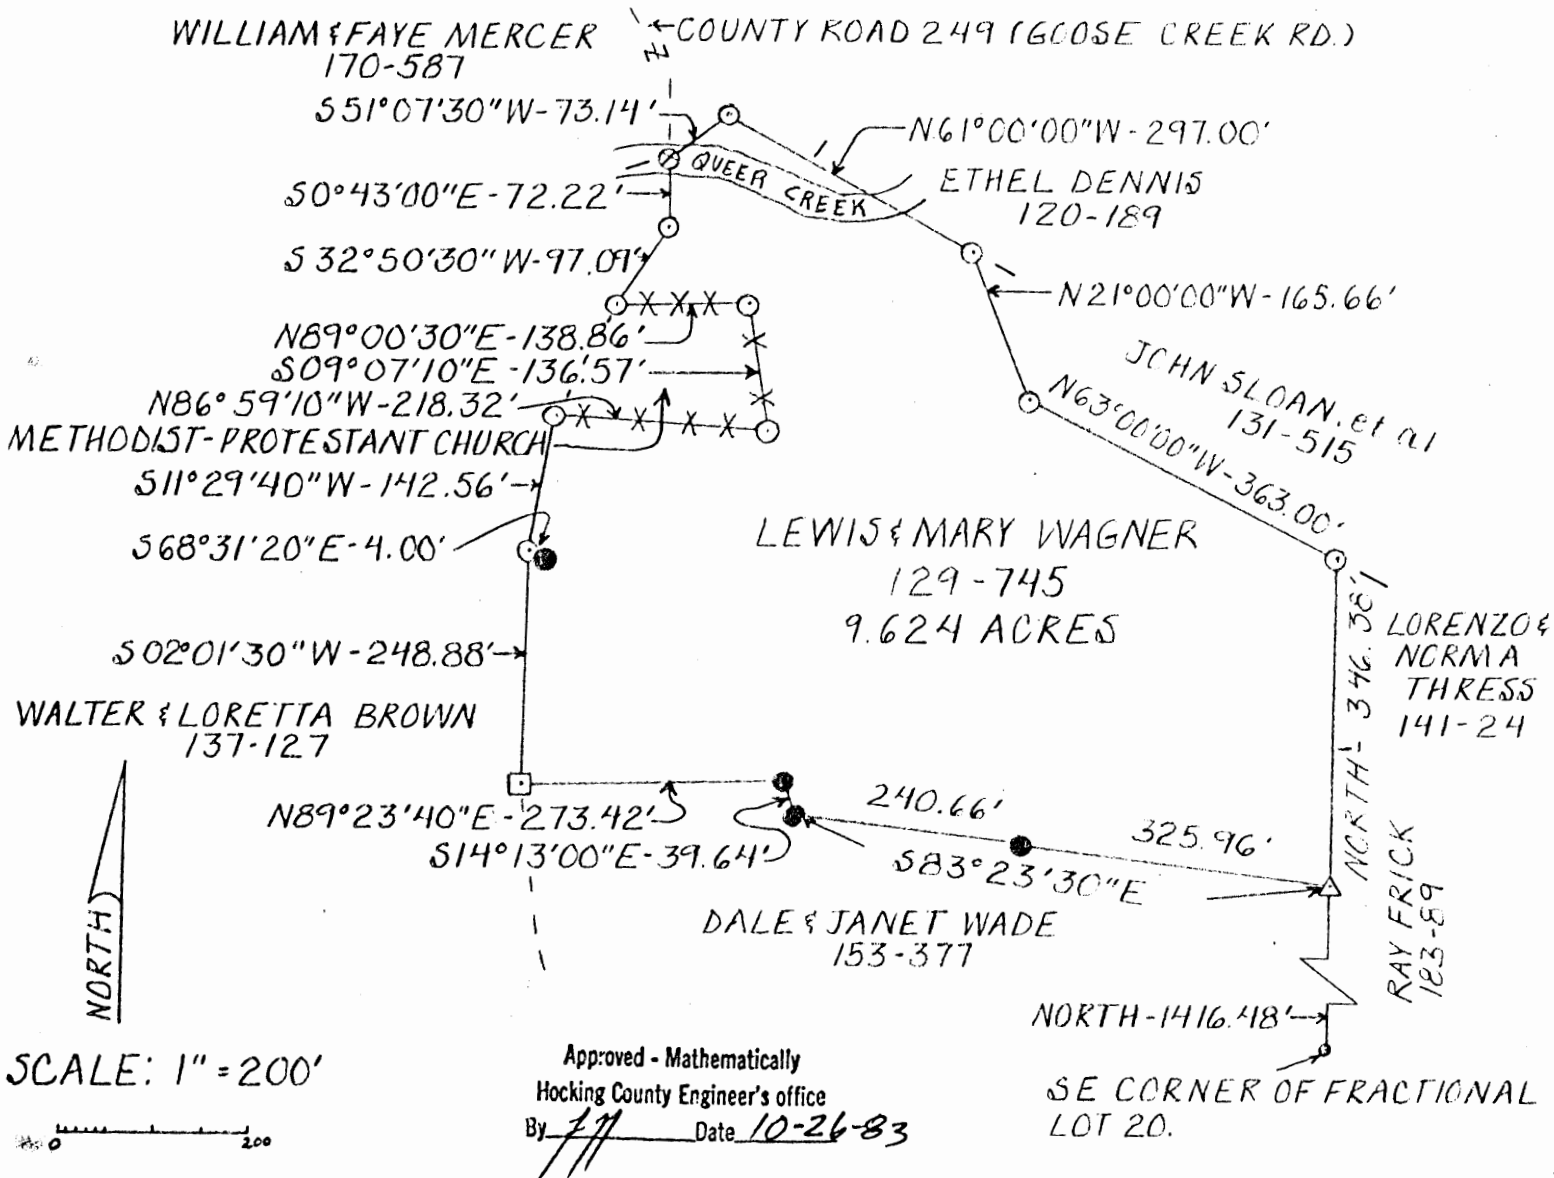 WILLIAM & FAYE MERCER
170-587
COUNTY ROAD 249 (GOOSE CREEK RD.)
S51°07'30"W-73.14'
N61°00'00"W-297.00'
QUEER CREEK
ETHEL DENNIS
120-189
S0°43'00"E-72.22'
S32°50'30"W-97.09'
N21°00'00"W-165.66'
N89°00'30"E-138.86'
S09°07'10"E-136.57'
JOHN SLOAN, et al
131-515
N86°59'10"W-218.32'
N63°00'00"W-363.00'
METHODIST-PROTESTANT CHURCH
S11°29'40"W-142.56'
S68°31'20"E-4.00'
LEWIS & MARY WAGNER
129-745
9.624 ACRES
NORTH- 346.38'
LORENZO &
NORMA
THRESS
141-24
S02°01'30"W-248.88'
WALTER & LORETTA BROWN
137-127
N89°23'40"E-273.42'
S14°13'00"E-39.64'
240.66'
325.96'
S83°23'30"E
RAY FRICK
183-89
DALE & JANET WADE
153-377
NORTH
NORTH-1416.48'
SCALE: 1" = 200'
0 200
Approved - Mathematically
Hocking County Engineer's office
By Date 10-26-83
SE CORNER OF FRACTIONAL
LOT 20.